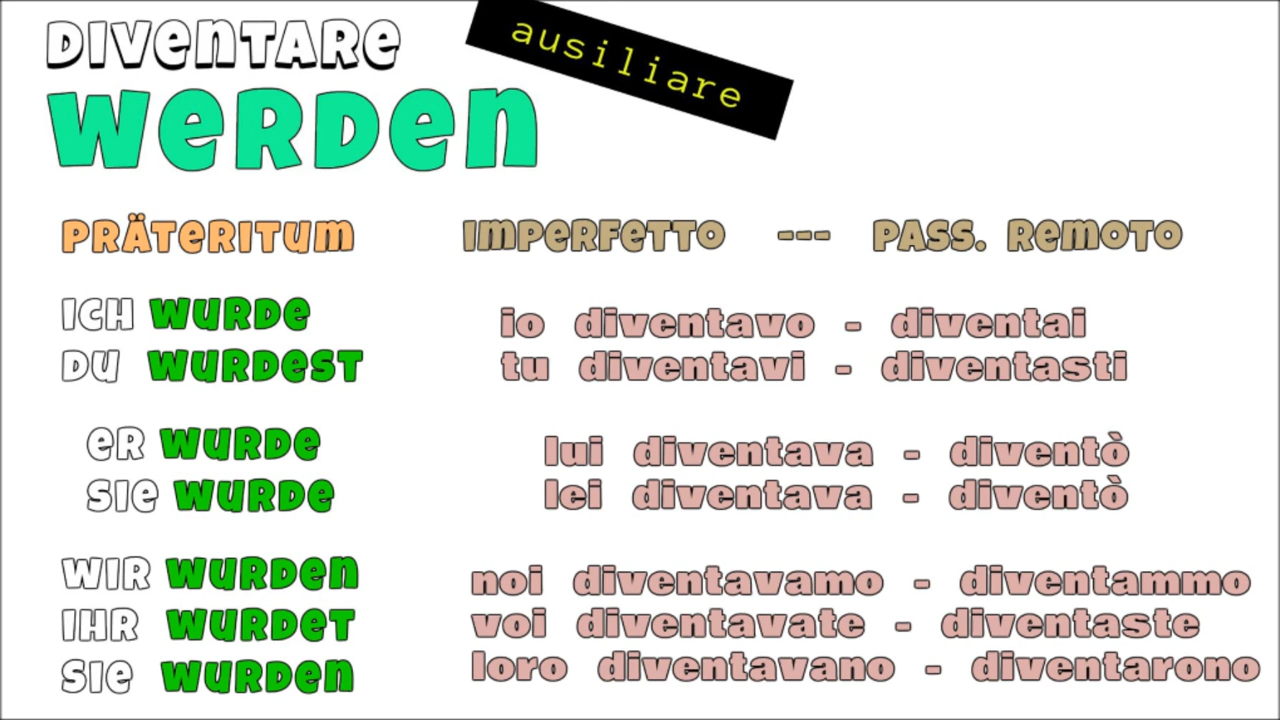 DIVENTARE
ausiliare
WERDEN
PRÄTERITUM IMPERFETTO --- PASS. REMOTO
ICH WURDE io diventavo - diventai
DU WURDEST tu diventavi - diventasti
ER WURDE lui diventava - diventò
SIE WURDE lei diventava - diventò
WIR WURDEN noi diventavamo - diventammo
IHR WURDET voi diventavate - diventaste
SIE WURDEN loro diventavano - diventarono